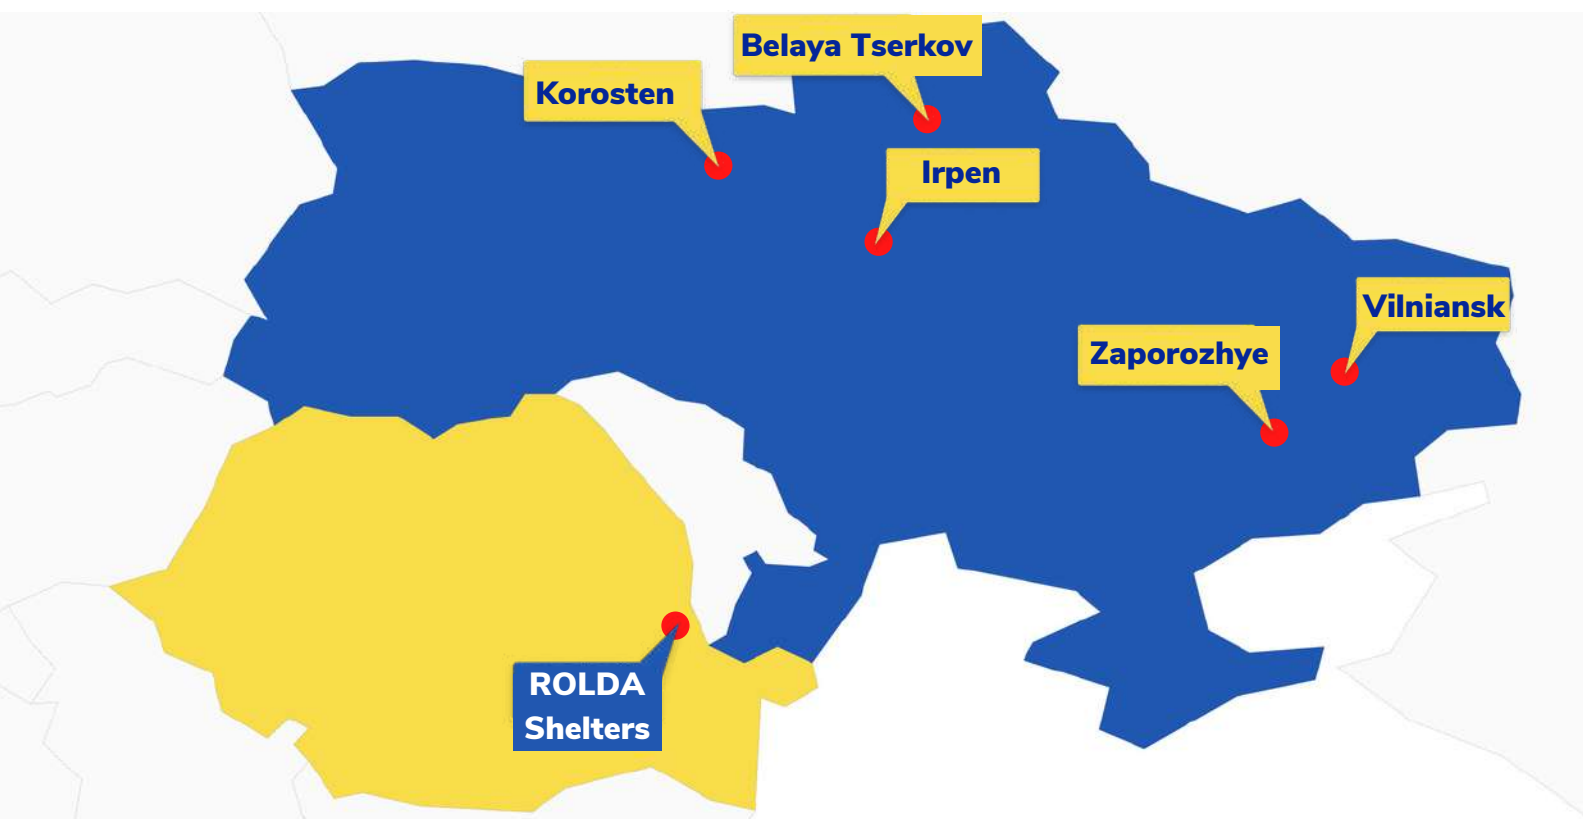 Belaya Tserkov
Korosten
Irpen
Vilniansk
Zaporozhye
ROLDA
Shelters